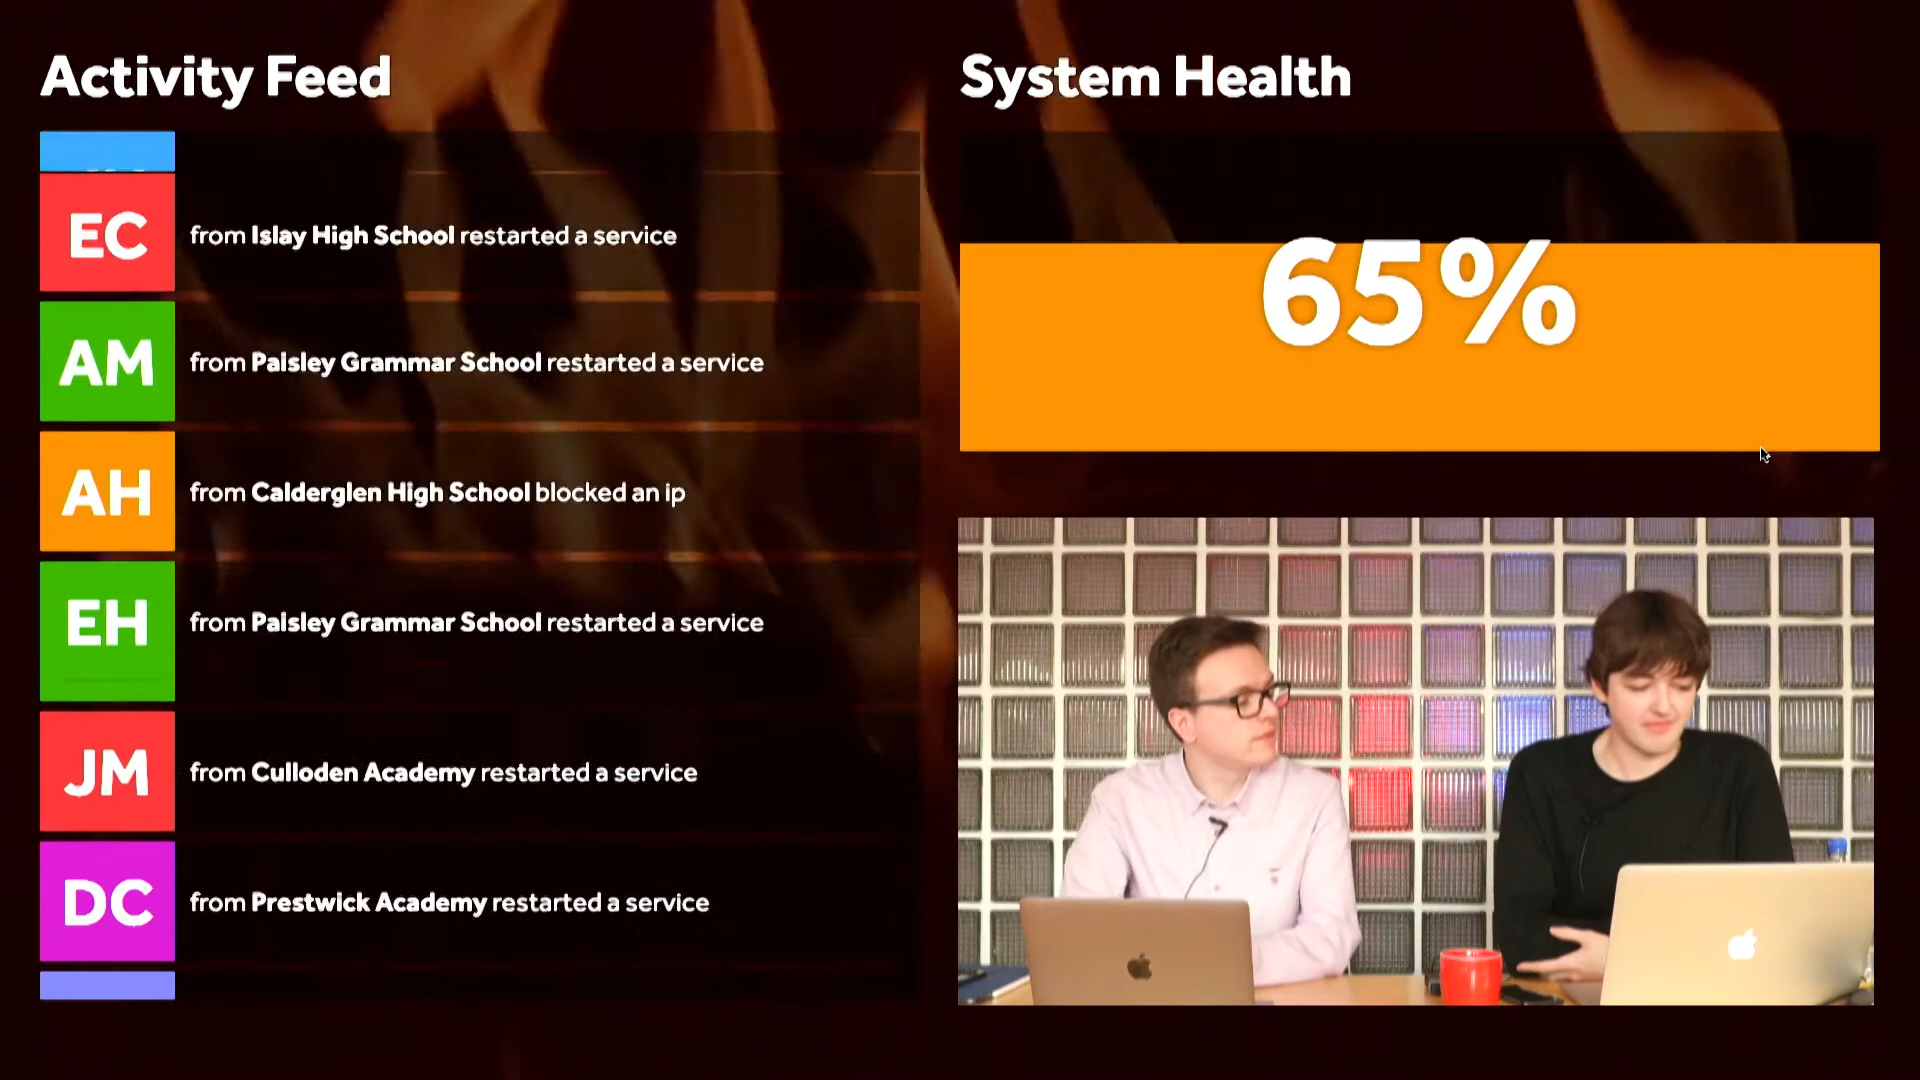 Activity Feed
EC
from Islay High School restarted a service
AM
from Paisley Grammar School restarted a service
AH
from Calderglen High School blocked an ip
EH
from Paisley Grammar School restarted a service
JM
from Culloden Academy restarted a service
DC
from Prestwick Academy restarted a service
System Health
65%